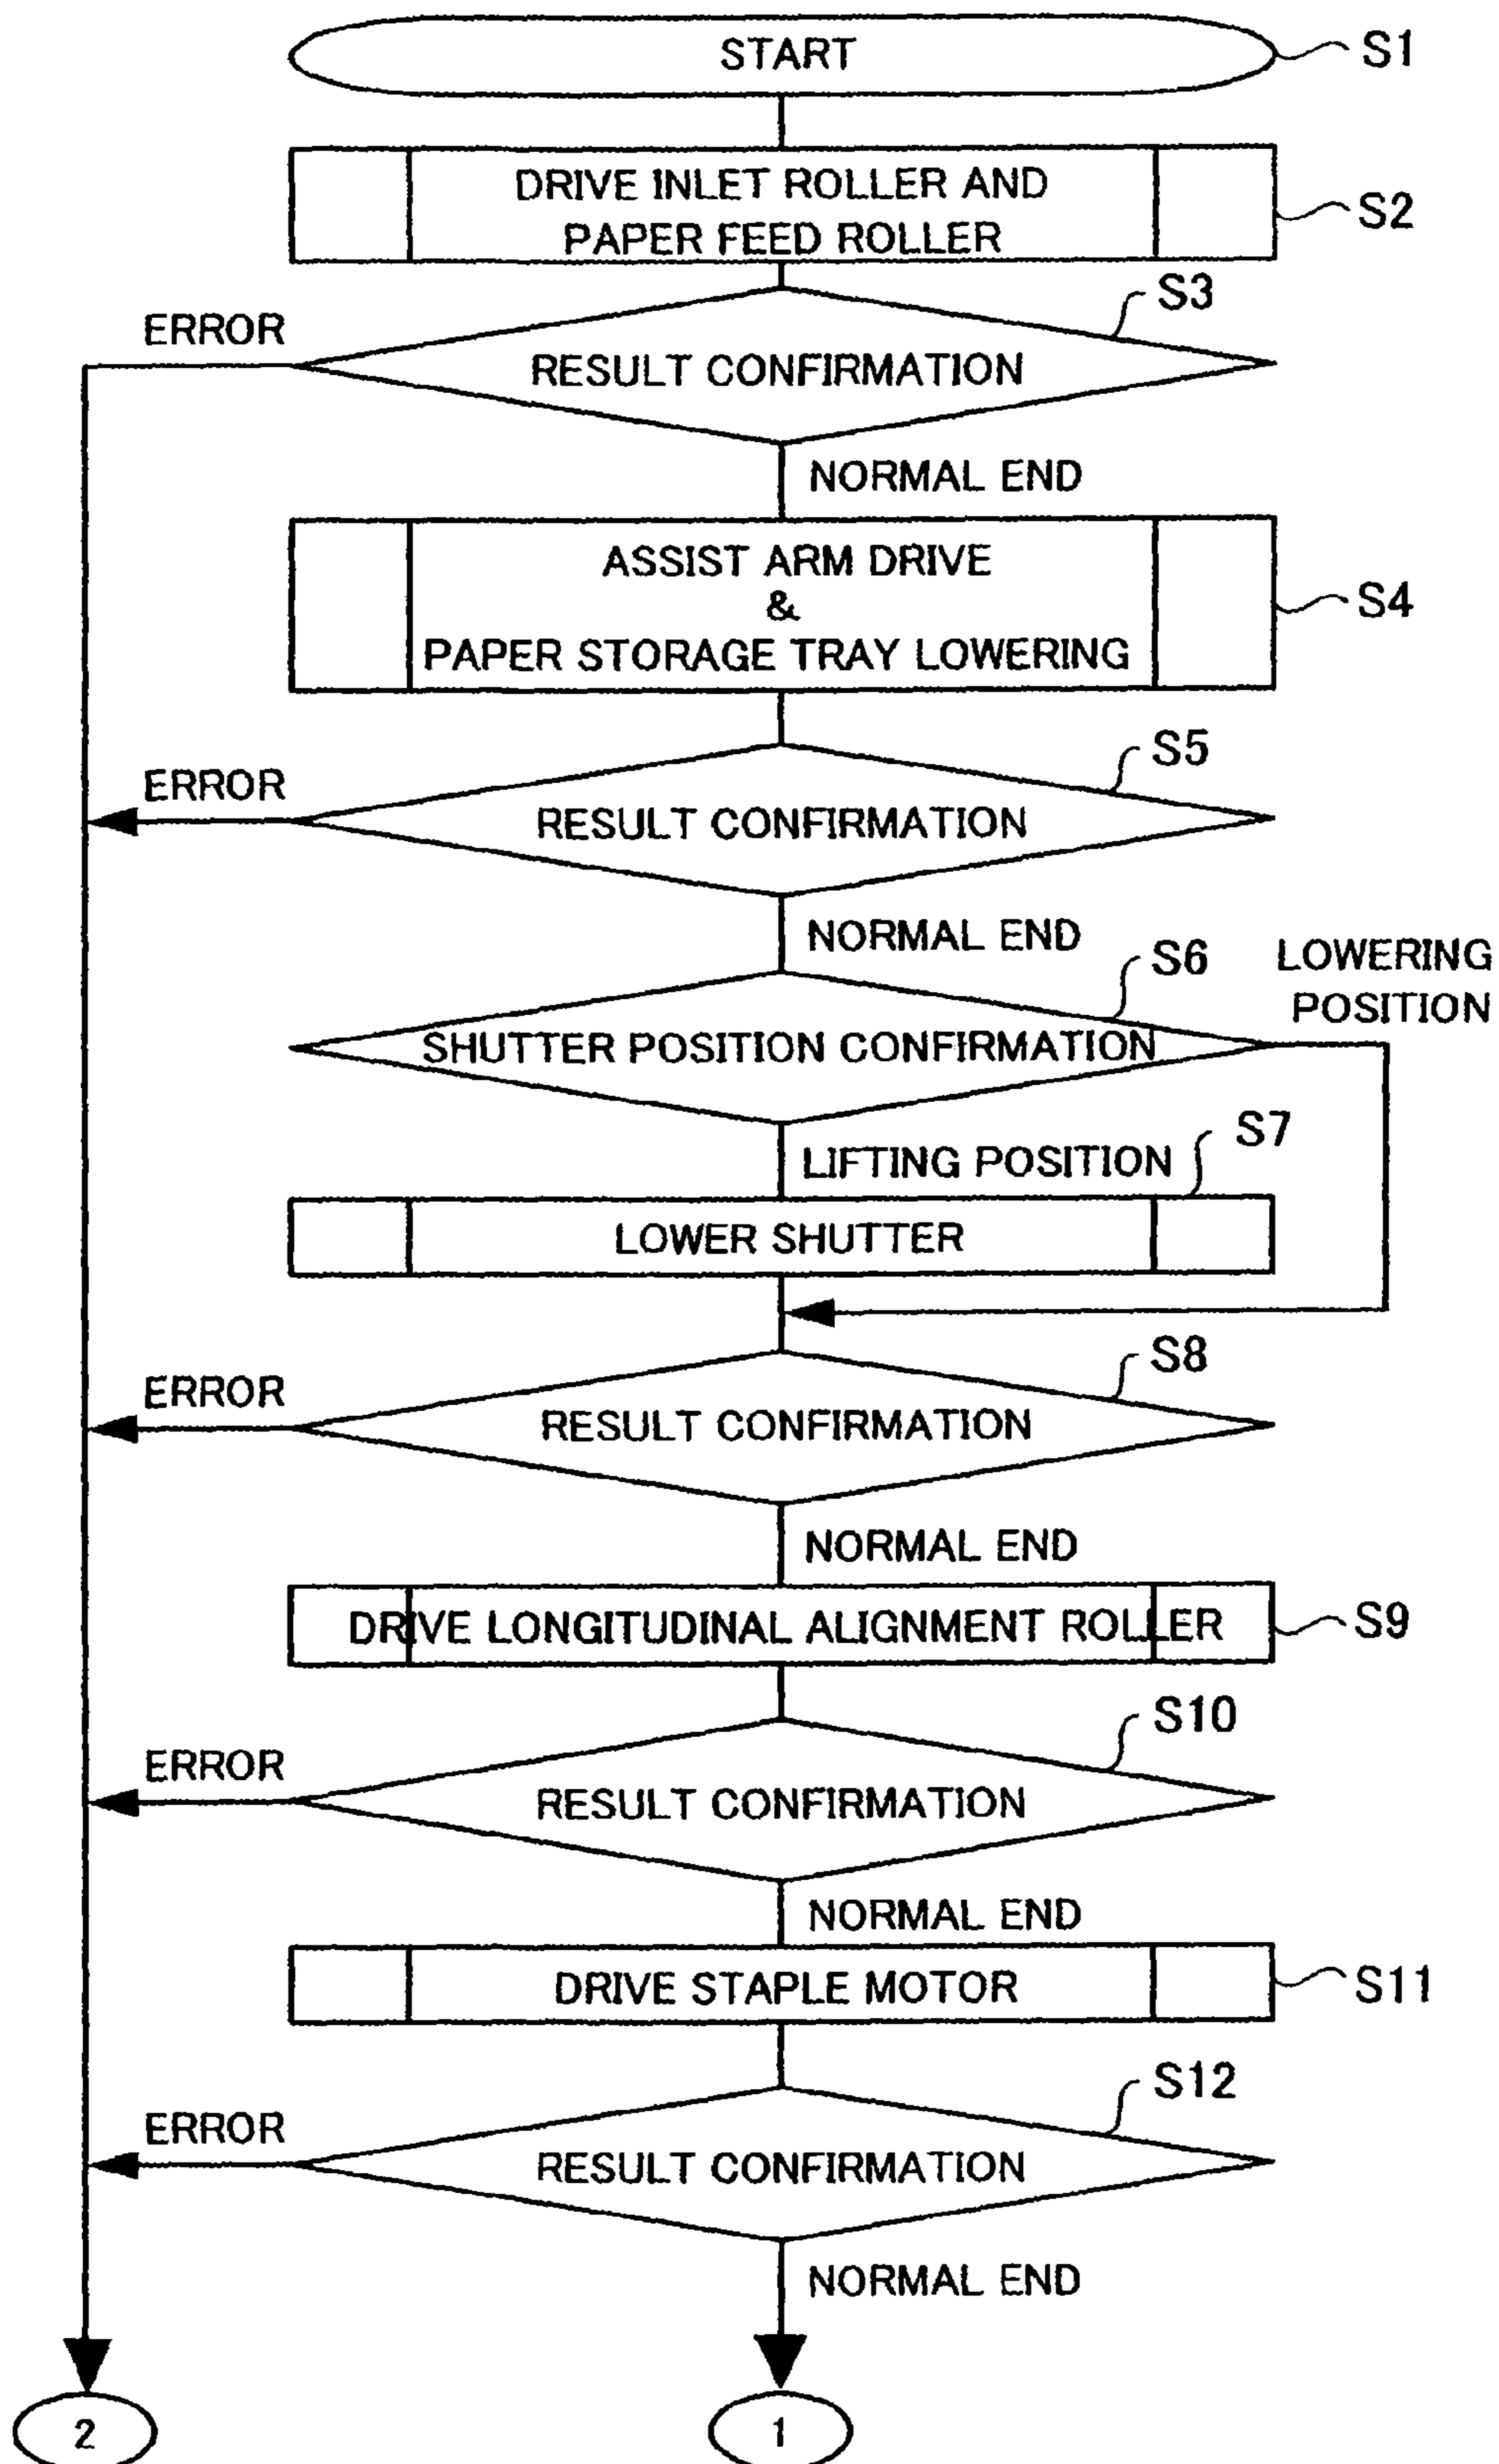 START
S1
DRIVE INLET ROLLER AND
PAPER FEED ROLLER
S2
S3
ERROR
RESULT CONFIRMATION
NORMAL END
ASSIST ARM DRIVE
&
PAPER STORAGE TRAY LOWERING
S4
S5
ERROR
RESULT CONFIRMATION
NORMAL END
S6
LOWERING
POSITION
SHUTTER POSITION CONFIRMATION
S7
LIFTING POSITION
LOWER SHUTTER
S8
ERROR
RESULT CONFIRMATION
NORMAL END
DRIVE LONGITUDINAL ALIGNMENT ROLLER
S9
S10
ERROR
RESULT CONFIRMATION
NORMAL END
DRIVE STAPLE MOTOR
S11
S12
ERROR
RESULT CONFIRMATION
NORMAL END
2
1